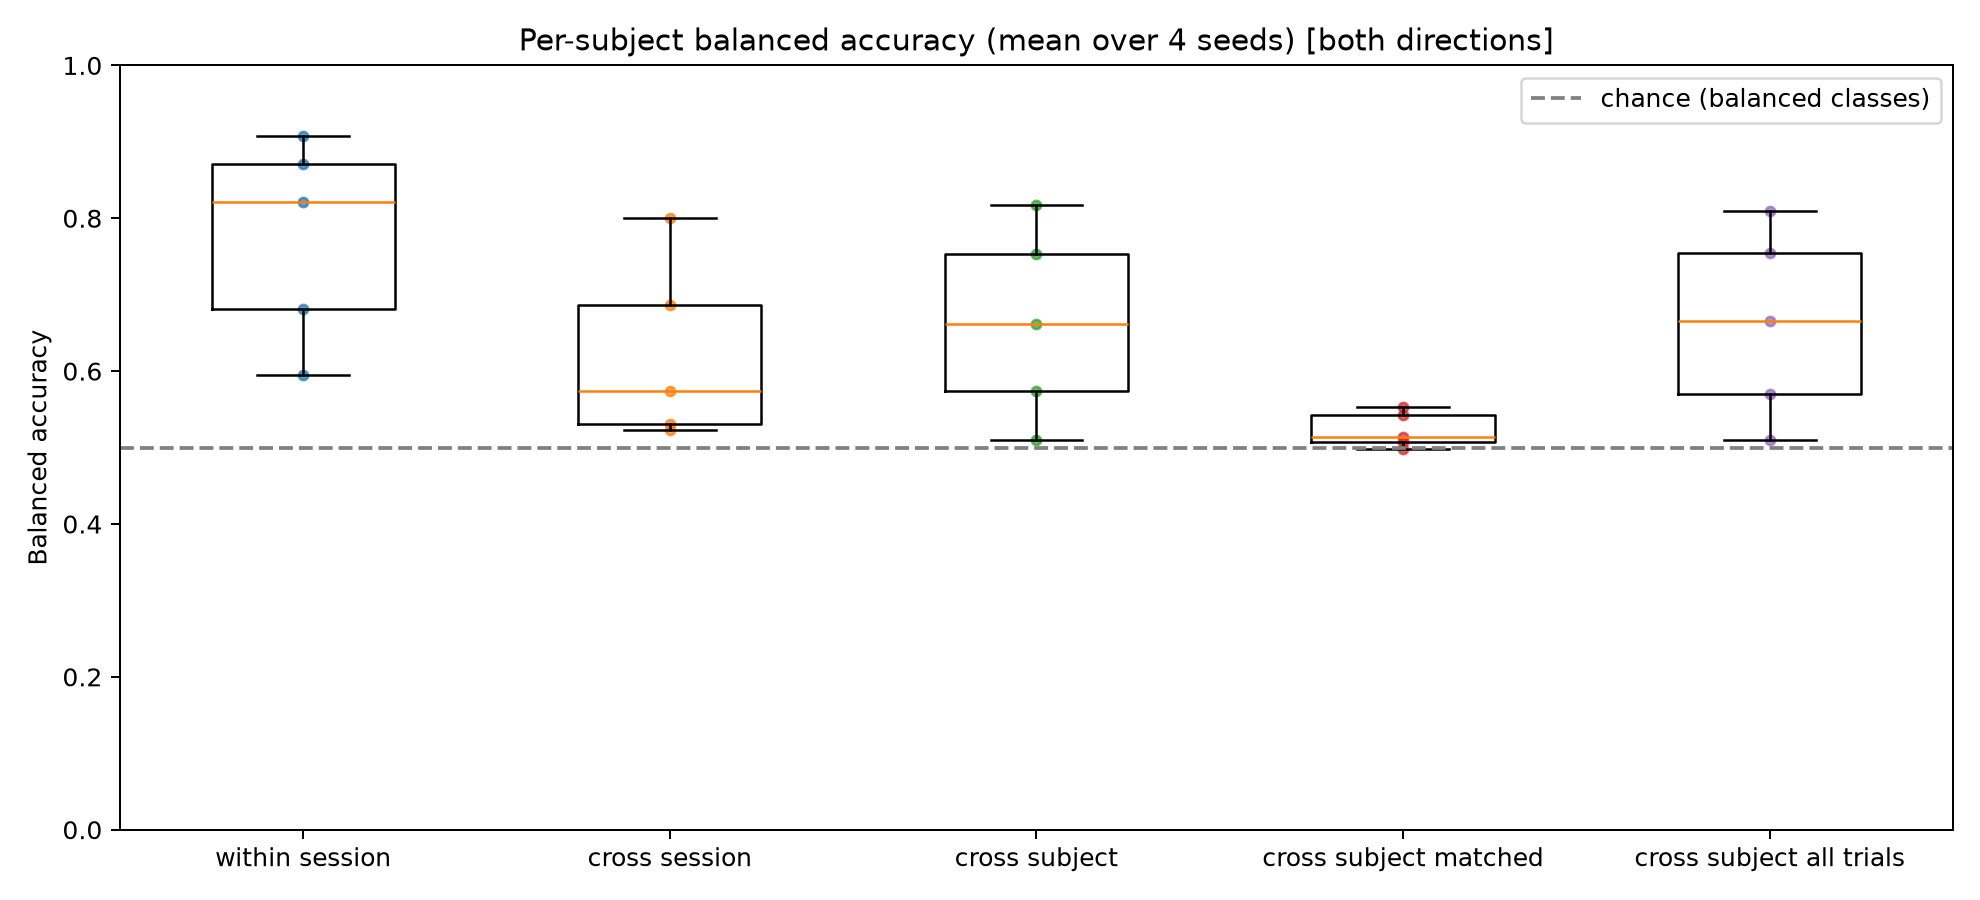 Per-subject balanced accuracy (mean over 4 seeds) [both directions]
chance (balanced classes)
Balanced accuracy
1.0
0.8
0.6
0.4
0.2
0.0
within session
cross session
cross subject
cross subject matched
cross subject all trials